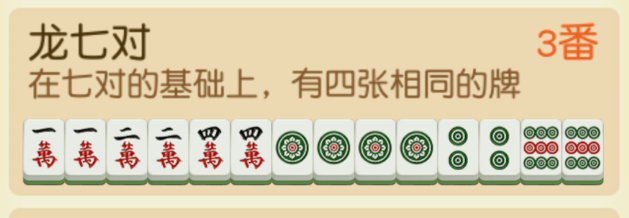 龙七对 3番
在七对的基础上，有四张相同的牌
一萬 一萬 二萬 二萬 四萬 四萬